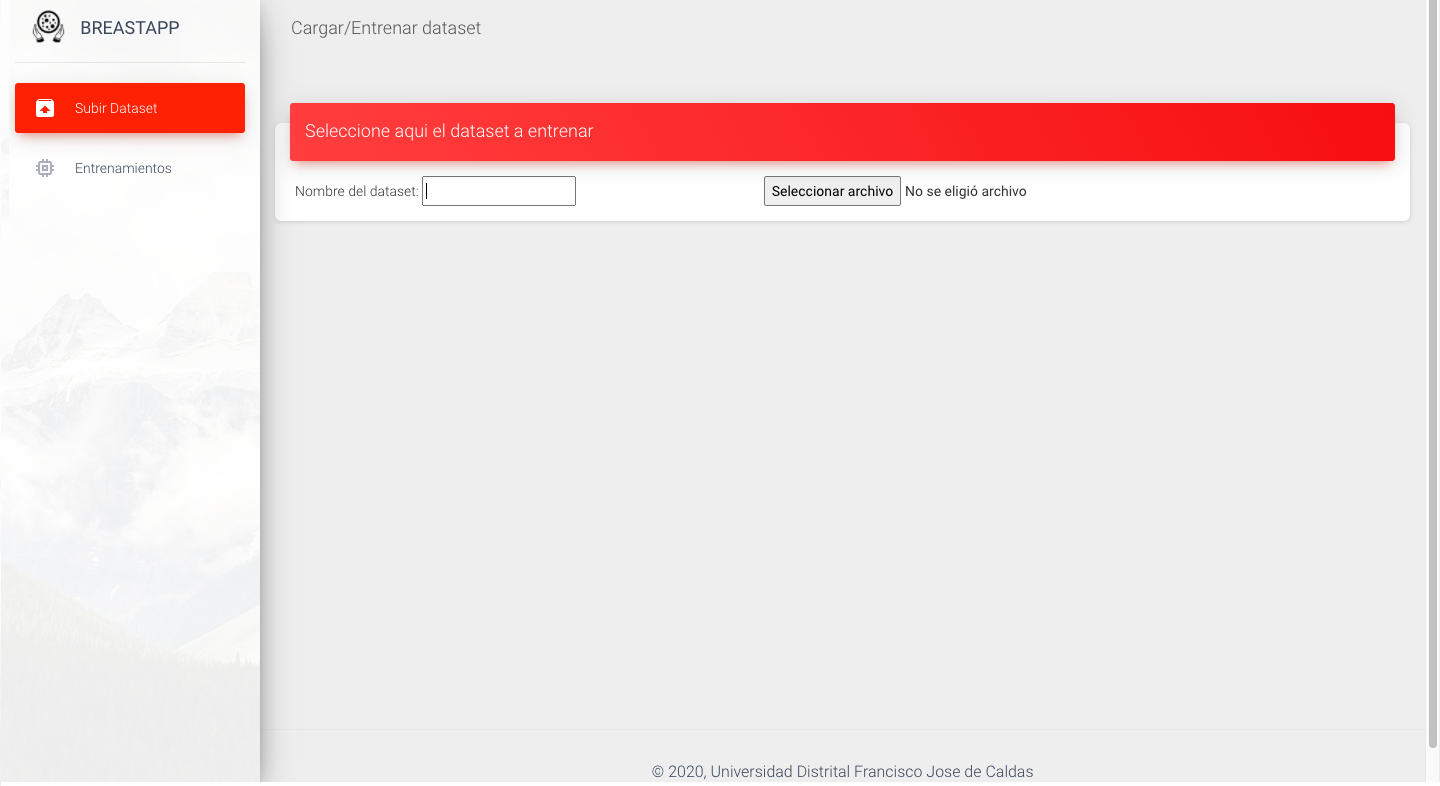 BREASTAPP
Subir Dataset
Entrenamientos
Cargar/Entrenar dataset
Seleccione aqui el dataset a entrenar
Nombre del dataset: Seleccionar archivo No se eligió archivo
© 2020, Universidad Distrital Francisco Jose de Caldas